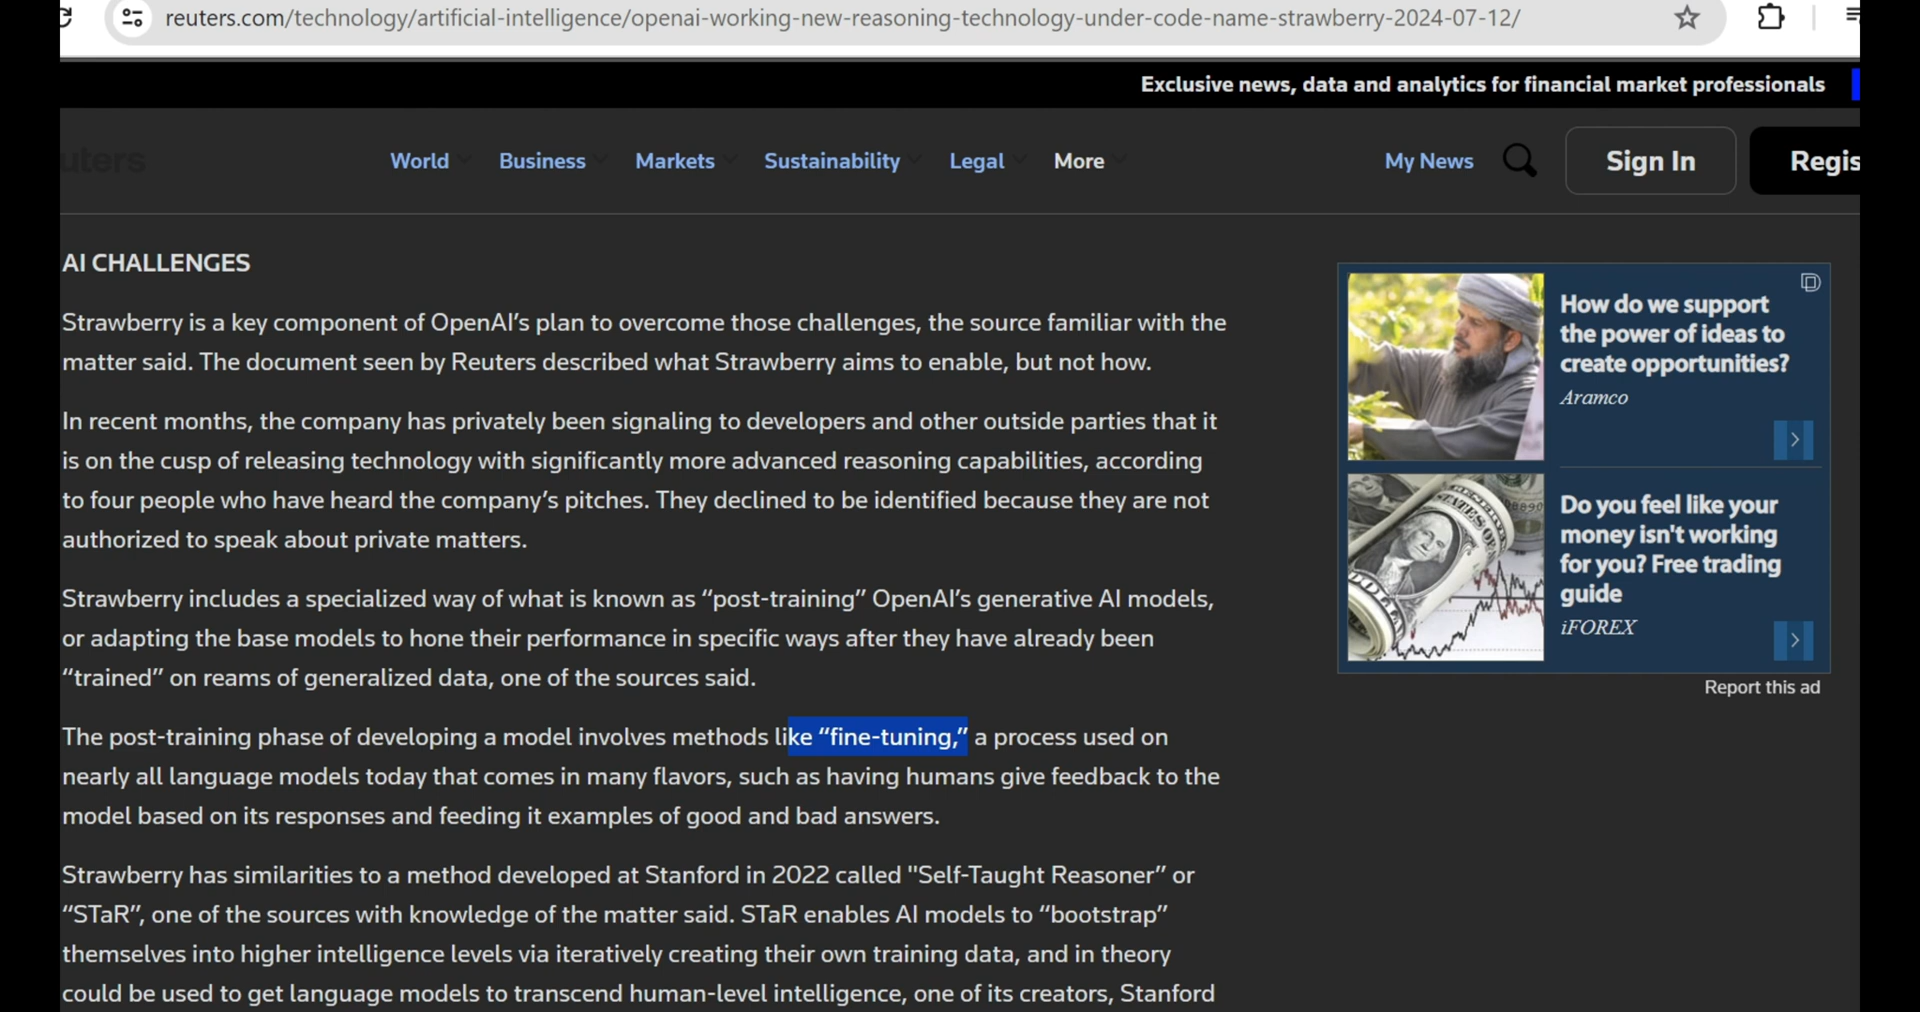 reuters.com/technology/artificial-intelligence/openai-working-new-reasoning-technology-under-code-name-strawberry-2024-07-12/
Exclusive news, data and analytics for financial market professionals
uters
World
Business
Markets
Sustainability
Legal
More
My News
Sign In
Regis
AI CHALLENGES
Strawberry is a key component of OpenAI’s plan to overcome those challenges, the source familiar with the
matter said. The document seen by Reuters described what Strawberry aims to enable, but not how.
In recent months, the company has privately been signaling to developers and other outside parties that it
is on the cusp of releasing technology with significantly more advanced reasoning capabilities, according
to four people who have heard the company’s pitches. They declined to be identified because they are not
authorized to speak about private matters.
Strawberry includes a specialized way of what is known as “post-training” OpenAI’s generative AI models,
or adapting the base models to hone their performance in specific ways after they have already been
“trained” on reams of generalized data, one of the sources said.
The post-training phase of developing a model involves methods like “fine-tuning,” a process used on
nearly all language models today that comes in many flavors, such as having humans give feedback to the
model based on its responses and feeding it examples of good and bad answers.
Strawberry has similarities to a method developed at Stanford in 2022 called "Self-Taught Reasoner” or
“STaR”, one of the sources with knowledge of the matter said. STaR enables AI models to “bootstrap”
themselves into higher intelligence levels via iteratively creating their own training data, and in theory
could be used to get language models to transcend human-level intelligence, one of its creators, Stanford
How do we support
the power of ideas to
create opportunities?
Aramco
Do you feel like your
money isn't working
for you? Free trading
guide
iFOREX
Report this ad